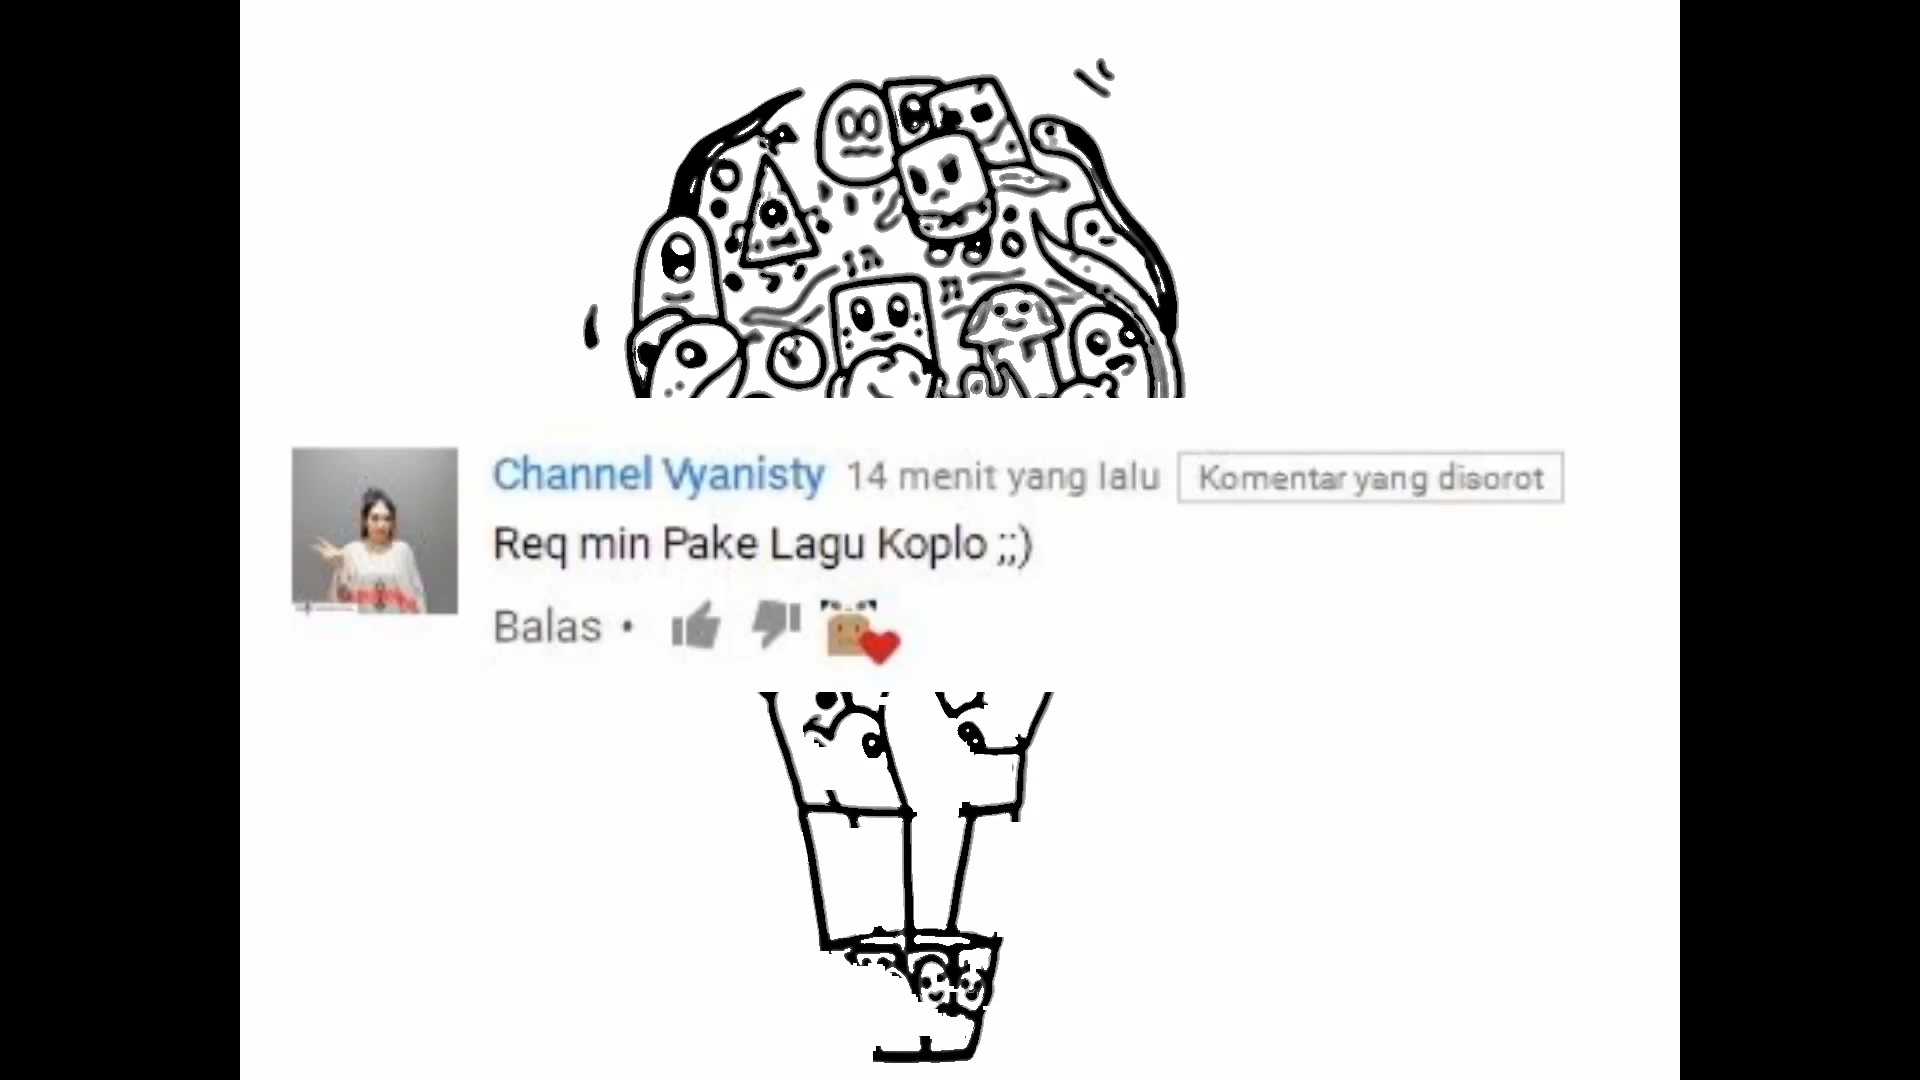 Channel Vyanisty 14 menit yang lalu Komentar yang disorot
Req min Pake Lagu Koplo ;;)
Balas •